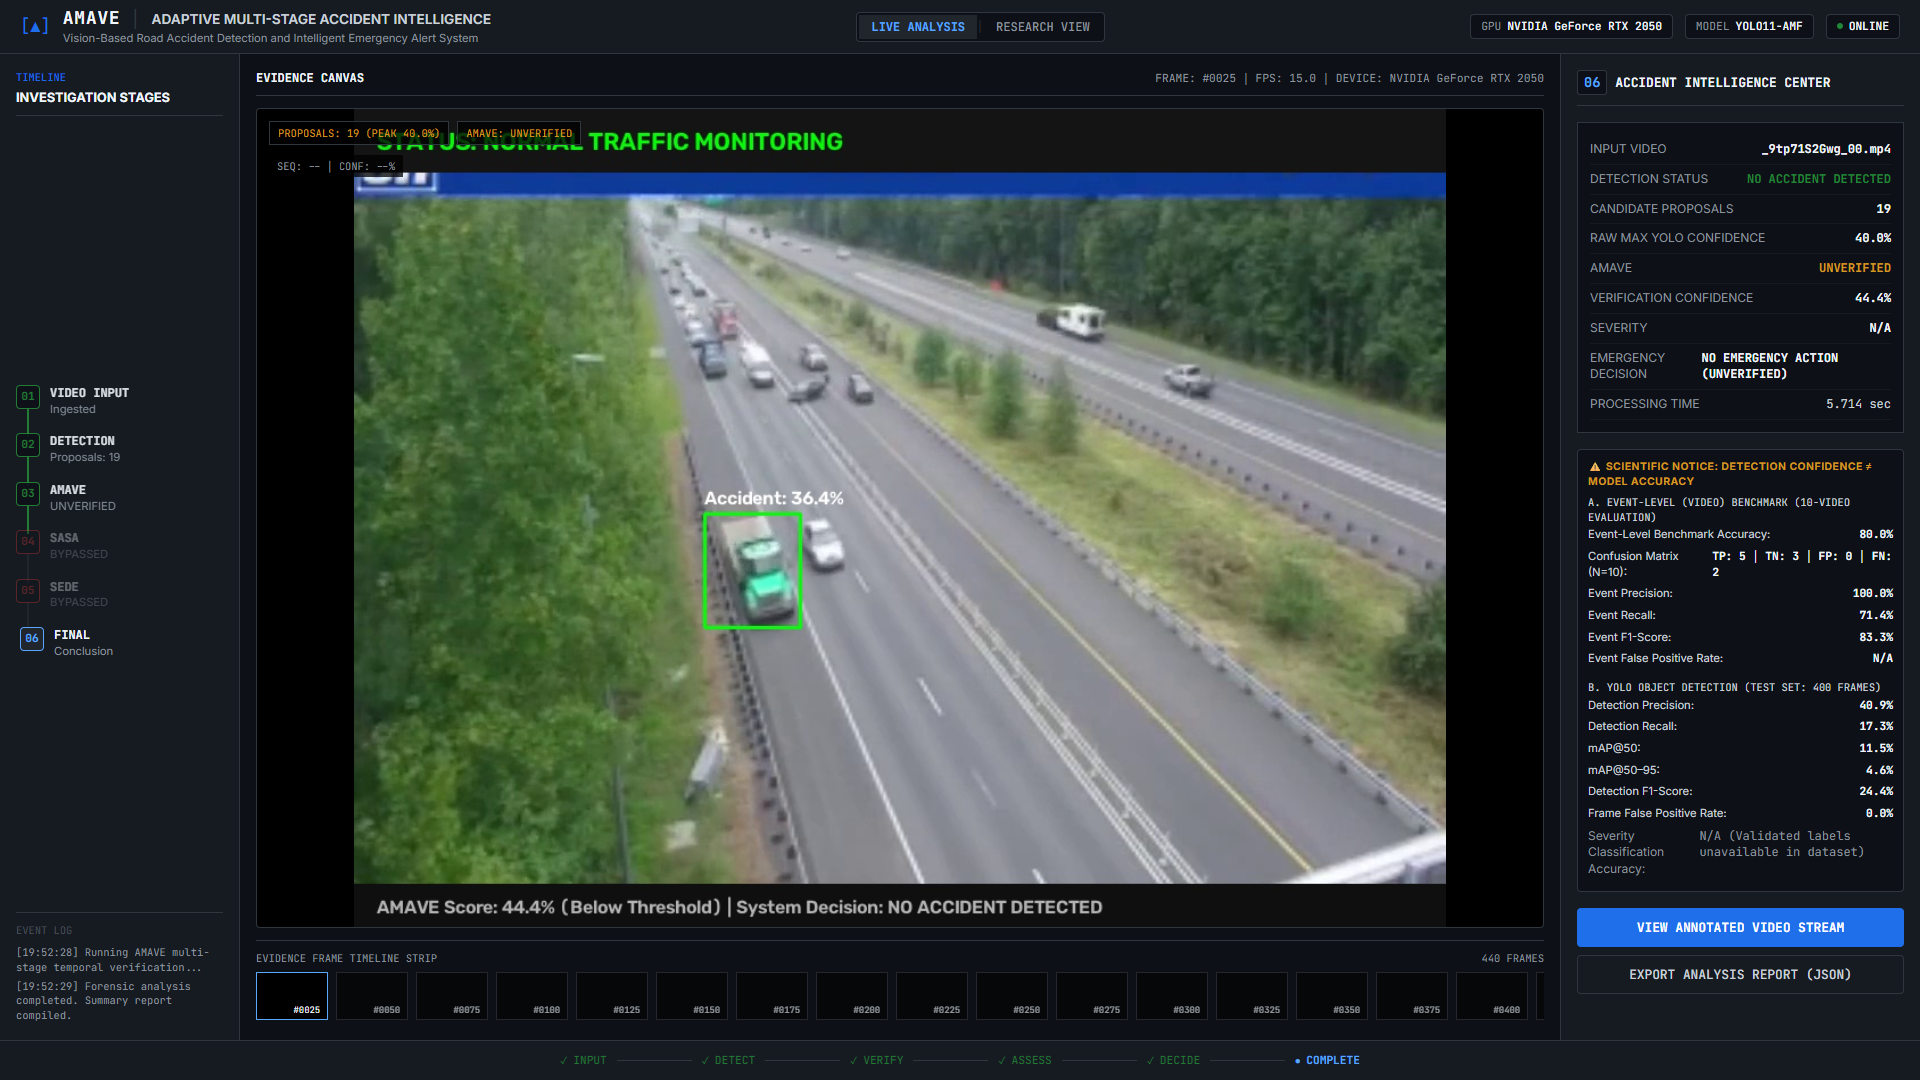 [▲] AMAVE | ADAPTIVE MULTI-STAGE ACCIDENT INTELLIGENCE
Vision-Based Road Accident Detection and Intelligent Emergency Alert System
LIVE ANALYSIS
RESEARCH VIEW
GPU NVIDIA GeForce RTX 2050
MODEL YOLO11-AMF
● ONLINE
TIMELINE
INVESTIGATION STAGES
01 VIDEO INPUT
Ingested
02 DETECTION
Proposals: 19
03 AMAVE
UNVERIFIED
04 SASA
BYPASSED
05 SEDE
BYPASSED
06 FINAL
Conclusion
EVENT LOG
[19:52:28] Running AMAVE multi-
stage temporal verification...
[19:52:29] Forensic analysis
completed. Summary report
compiled.
EVIDENCE CANVAS
FRAME: #0025 | FPS: 15.0 | DEVICE: NVIDIA GeForce RTX 2050
PROPOSALS: 19 (PEAK 40.0%)
AMAVE: UNVERIFIED
STATUS: NORMAL TRAFFIC MONITORING
SEQ: -- | CONF: --%
Accident: 36.4%
AMAVE Score: 44.4% (Below Threshold) | System Decision: NO ACCIDENT DETECTED
EVIDENCE FRAME TIMELINE STRIP
440 FRAMES
#0025
#0050
#0075
#0100
#0125
#0150
#0175
#0200
#0225
#0250
#0275
#0300
#0325
#0350
#0375
#0400
06 ACCIDENT INTELLIGENCE CENTER
INPUT VIDEO _9tp71S2Gwg_00.mp4
DETECTION STATUS NO ACCIDENT DETECTED
CANDIDATE PROPOSALS 19
RAW MAX YOLO CONFIDENCE 40.0%
AMAVE UNVERIFIED
VERIFICATION CONFIDENCE 44.4%
SEVERITY N/A
EMERGENCY DECISION NO EMERGENCY ACTION (UNVERIFIED)
PROCESSING TIME 5.714 sec
⚠ SCIENTIFIC NOTICE: DETECTION CONFIDENCE ≠
MODEL ACCURACY
A. EVENT-LEVEL (VIDEO) BENCHMARK (10-VIDEO
EVALUATION)
Event-Level Benchmark Accuracy: 80.0%
Confusion Matrix (N=10): TP: 5 | TN: 3 | FP: 0 | FN: 2
Event Precision: 100.0%
Event Recall: 71.4%
Event F1-Score: 83.3%
Event False Positive Rate: N/A
B. YOLO OBJECT DETECTION (TEST SET: 400 FRAMES)
Detection Precision: 40.9%
Detection Recall: 17.3%
mAP@50: 11.5%
mAP@50-95: 4.6%
Detection F1-Score: 24.4%
Frame False Positive Rate: 0.0%
Severity Classification Accuracy: N/A (Validated labels unavailable in dataset)
VIEW ANNOTATED VIDEO STREAM
EXPORT ANALYSIS REPORT (JSON)
✓ INPUT
✓ DETECT
✓ VERIFY
✓ ASSESS
✓ DECIDE
● COMPLETE